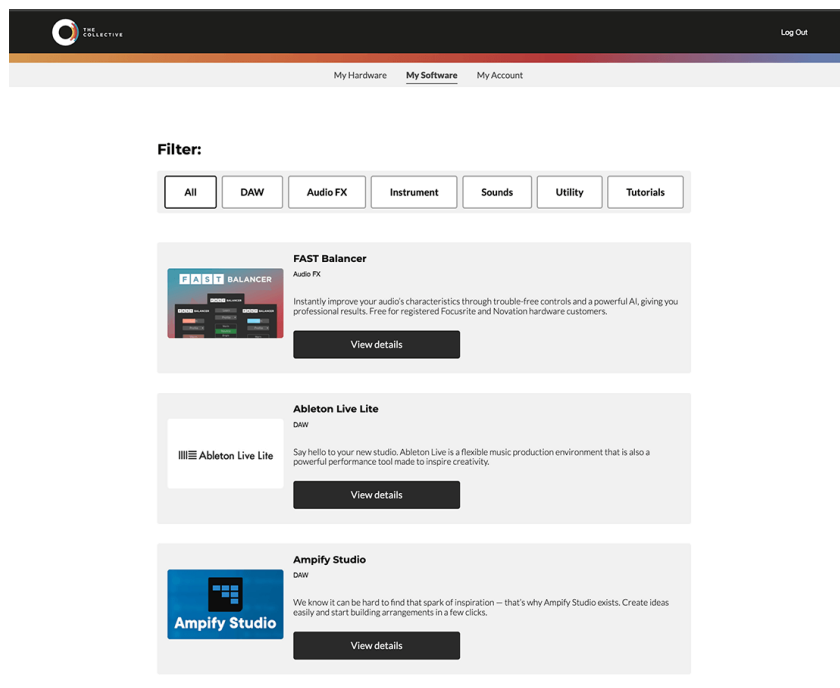 THE
COLLECTIVE
Log Out
My Hardware My Software My Account
Filter:
All DAW Audio FX Instrument Sounds Utility Tutorials
FAST BALANCER
FAST Balancer
Audio FX
Instantly improve your audio's characteristics through trouble-free controls and a powerful AI, giving you
professional results. Free for registered Focusrite and Novation hardware customers.
View details
Ableton Live Lite
Ableton Live Lite
DAW
Say hello to your new studio. Ableton Live is a flexible music production environment that is also a
powerful performance tool made to inspire creativity.
View details
Ampify Studio
Ampify Studio
DAW
We know it can be hard to find that spark of inspiration — that's why Ampify Studio exists. Create ideas
easily and start building arrangements in a few clicks.
View details